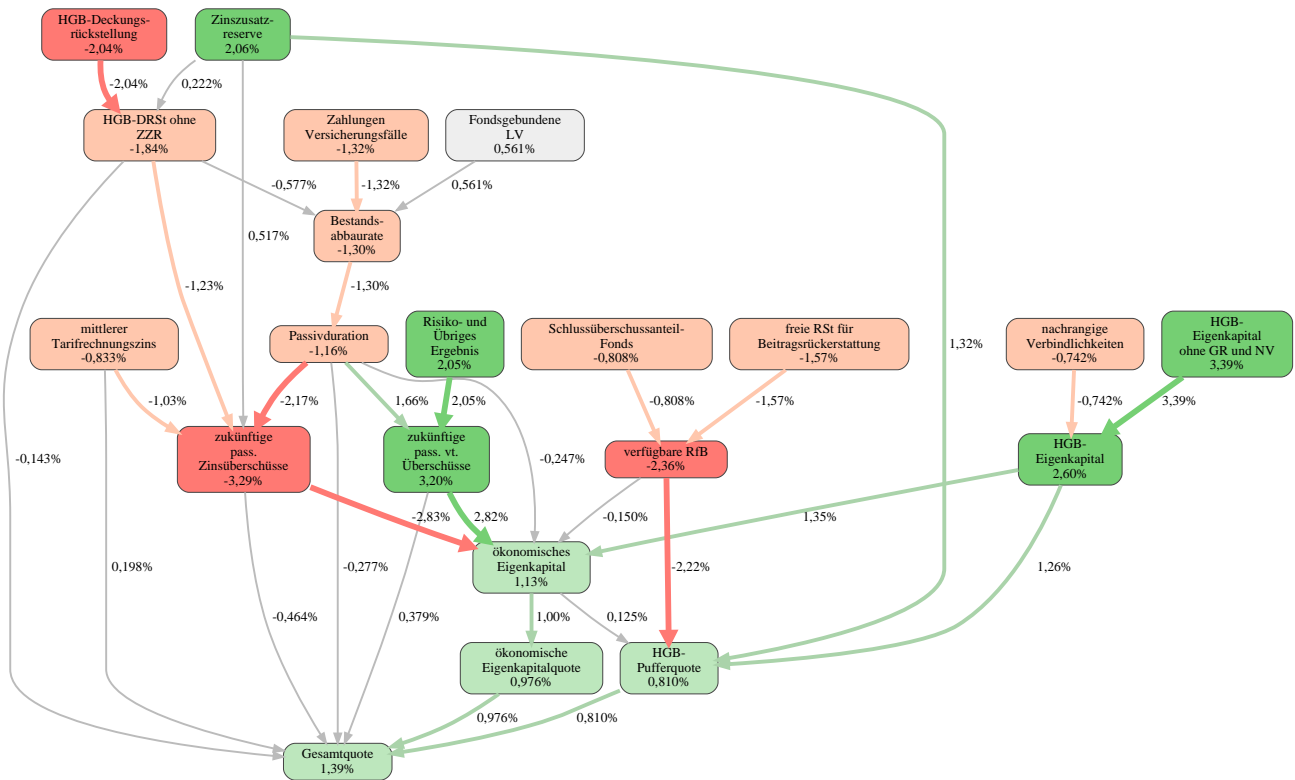 HGB-Deckungs-
rückstellung
-2,04%
Zinszusatz-
reserve
2,06%
-2,04%
0,222%
HGB-DRSt ohne
ZZR
-1,84%
Zahlungen
Versicherungsfälle
-1,32%
Fondsgebundene
LV
0,561%
-0,577%
-1,32%
0,561%
Bestands-
abbaurate
-1,30%
0,517%
-1,23%
-1,30%
mittlerer
Tarifrechnungszins
-0,833%
Passivduration
-1,16%
Risiko- und
Übriges
Ergebnis
2,05%
Schlussüberschussanteil-
Fonds
-0,808%
freie RSt für
Beitragsrückerstattung
-1,57%
1,32%
nachrangige
Verbindlichkeiten
-0,742%
HGB-
Eigenkapital
ohne GR und NV
3,39%
-1,03%
-2,17%
1,66%
2,05%
-0,808%
-1,57%
-0,742%
3,39%
-0,143%
zukünftige
pass.
Zinsüberschüsse
-3,29%
zukünftige
pass. vt.
Überschüsse
3,20%
-0,247%
verfügbare RfB
-2,36%
HGB-
Eigenkapital
2,60%
-2,83%
2,82%
-0,150%
1,35%
0,198%
-0,277%
ökonomisches
Eigenkapital
1,13%
-2,22%
1,26%
-0,464%
0,379%
1,00%
0,125%
ökonomische
Eigenkapitalquote
0,976%
HGB-
Pufferquote
0,810%
0,976%
0,810%
Gesamtquote
1,39%